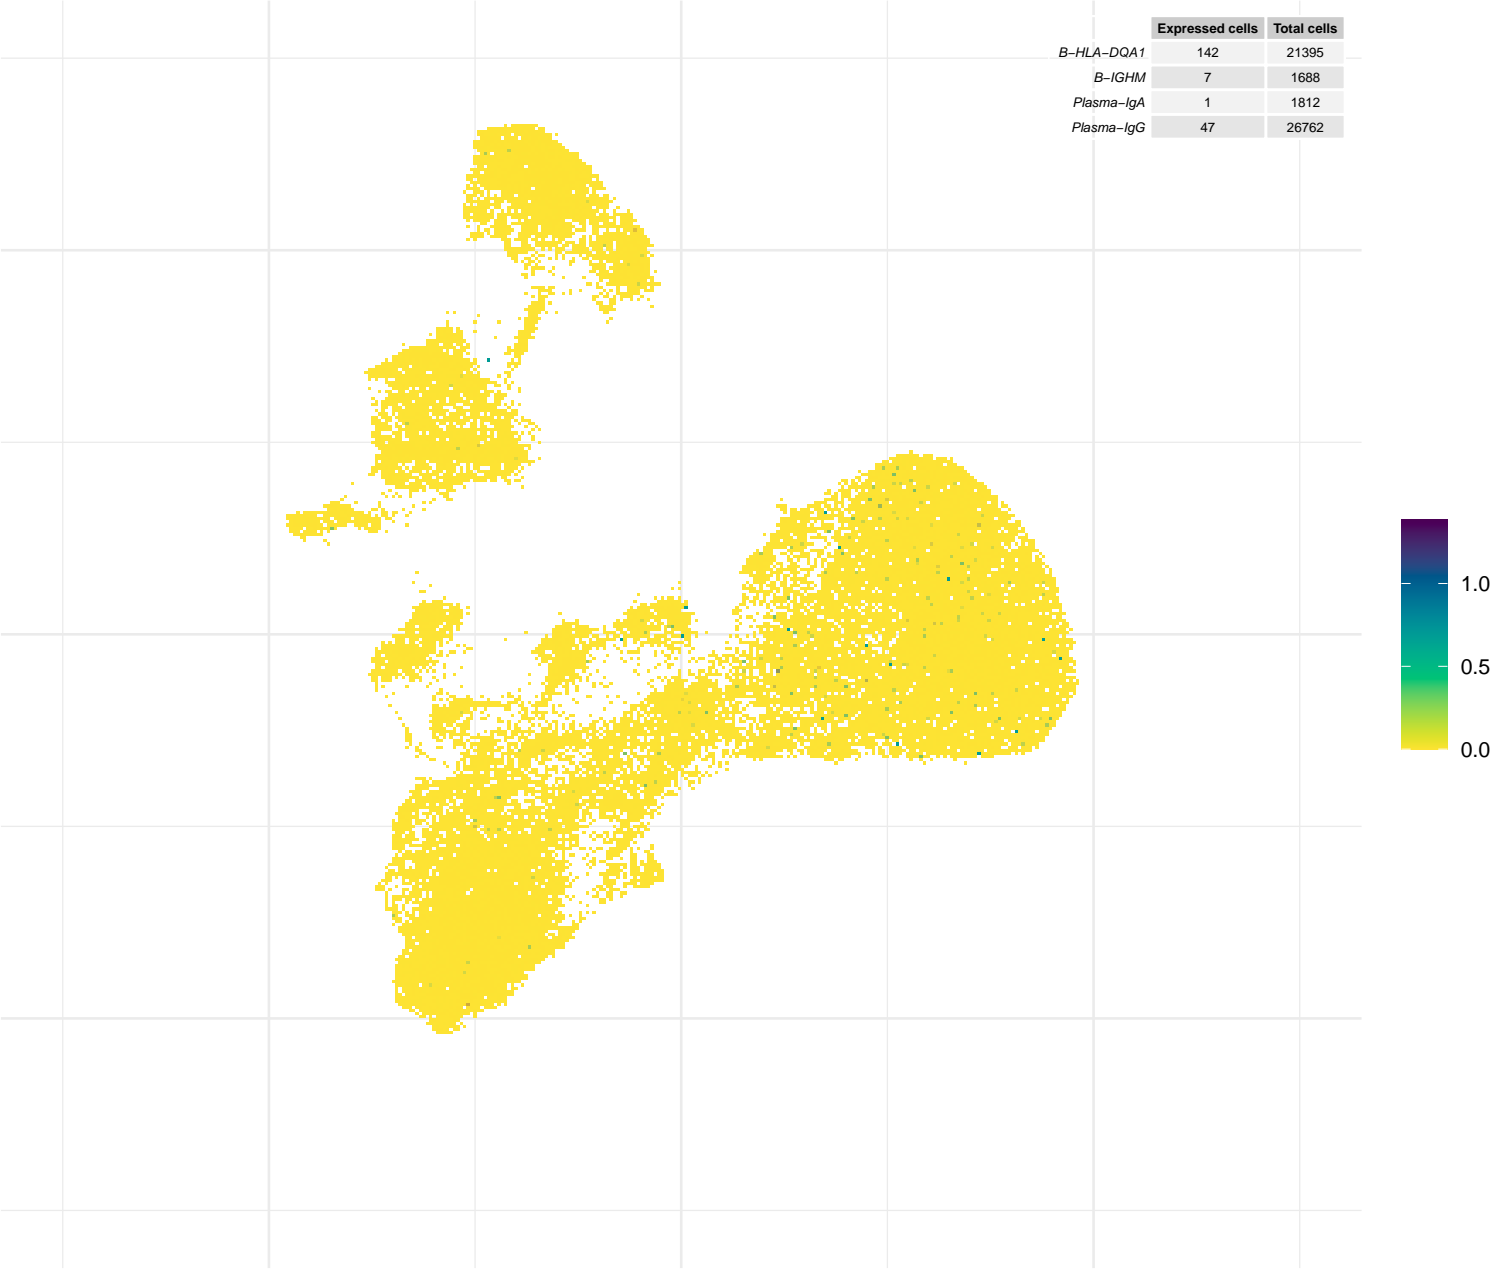 Expressed cells Total cells
B−HLA−DQA1 142 21395
B−IGHM 7 1688
Plasma−IgA 1 1812
Plasma−IgG 47 26762
1.0
0.5
0.0